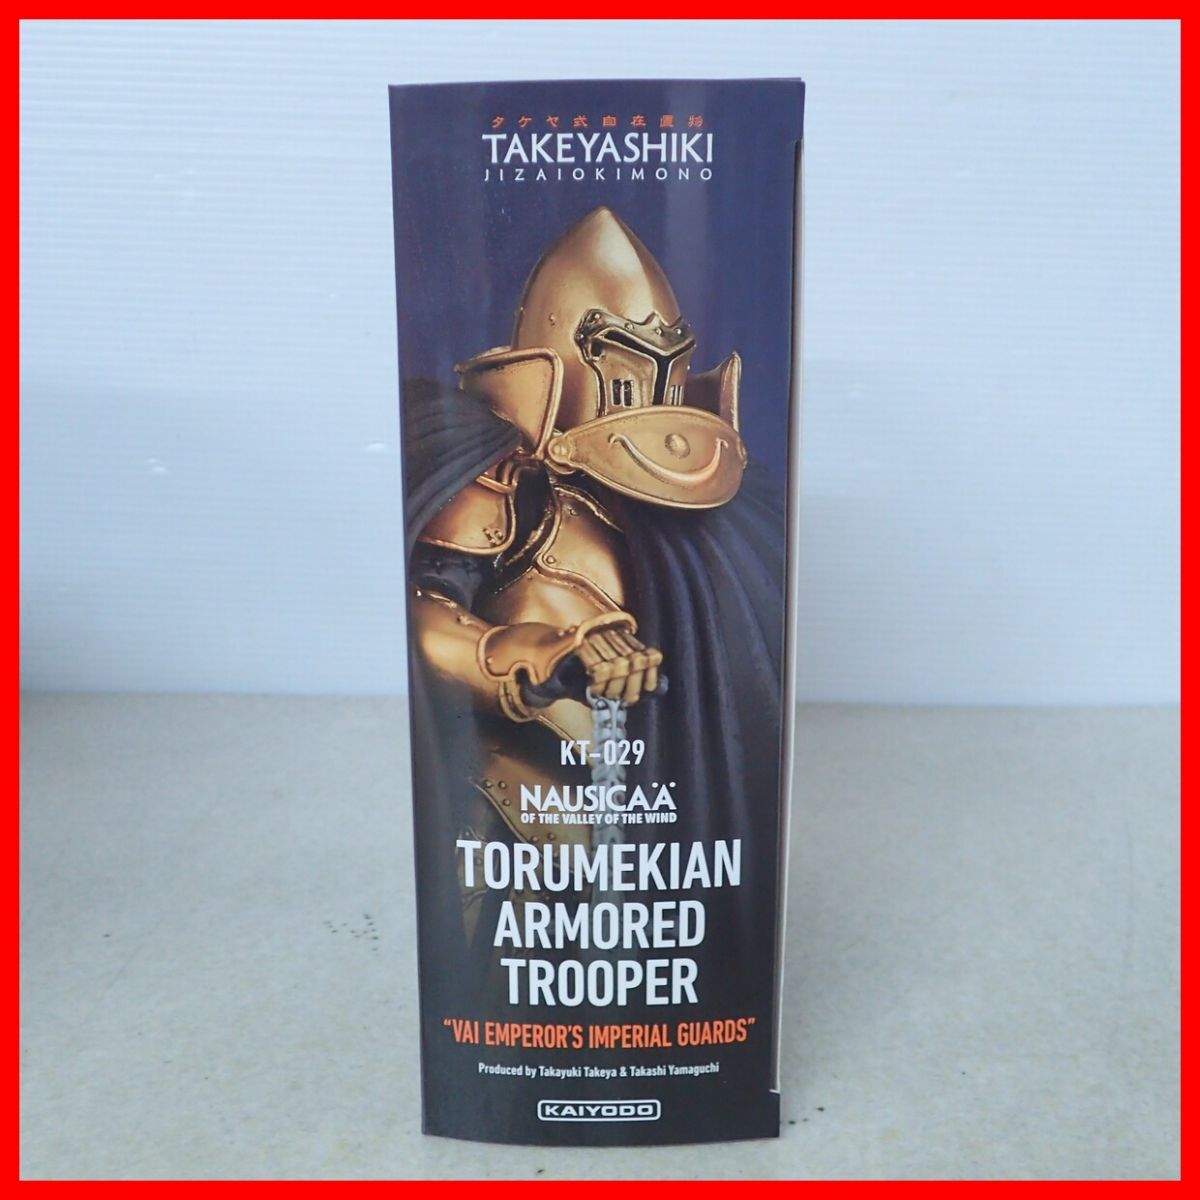 タケヤ式自在置物
TAKEYASHIKI
JIZAIOKIMONO
KT-029
NAUSICAÄ
OF THE VALLEY OF THE WIND
TORUMEKIAN
ARMORED
TROOPER
"VAI EMPEROR'S IMPERIAL GUARDS"
Produced by Takayuki Takeya & Takashi Yamaguchi
KAIYODO